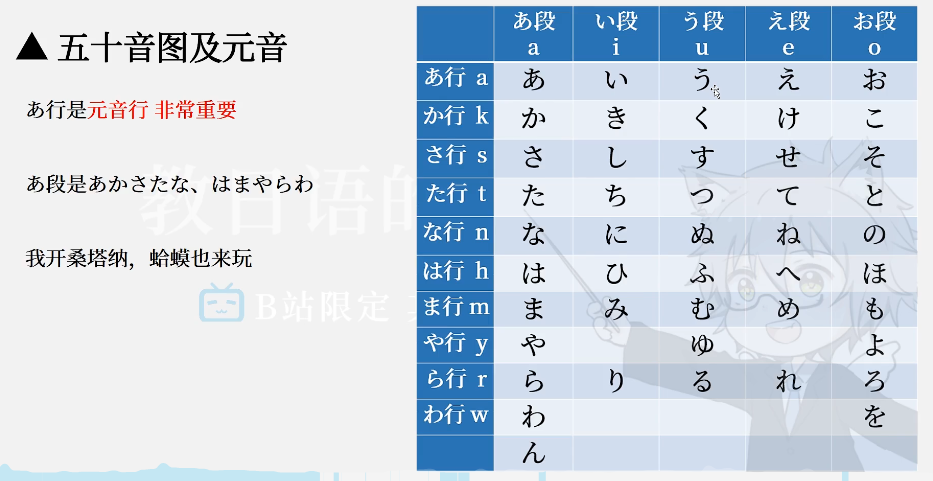 ▲ 五十音图及元音
あ行是元音行 非常重要
あ段是あかさたな、はまやらわ
我开桑塔纳，蛤蟆也来玩
教日语的
B站限定
あ段 い段 う段 え段 お段
a i u e o
あ行 a あ い う え お
か行 k か き く け こ
さ行 s さ し す せ そ
た行 t た ち つ て と
な行 n な に ぬ ね の
は行 h は ひ ふ へ ほ
ま行 m ま み む め も
や行 y や ゆ よ
ら行 r ら り る れ ろ
わ行 w わ を
ん